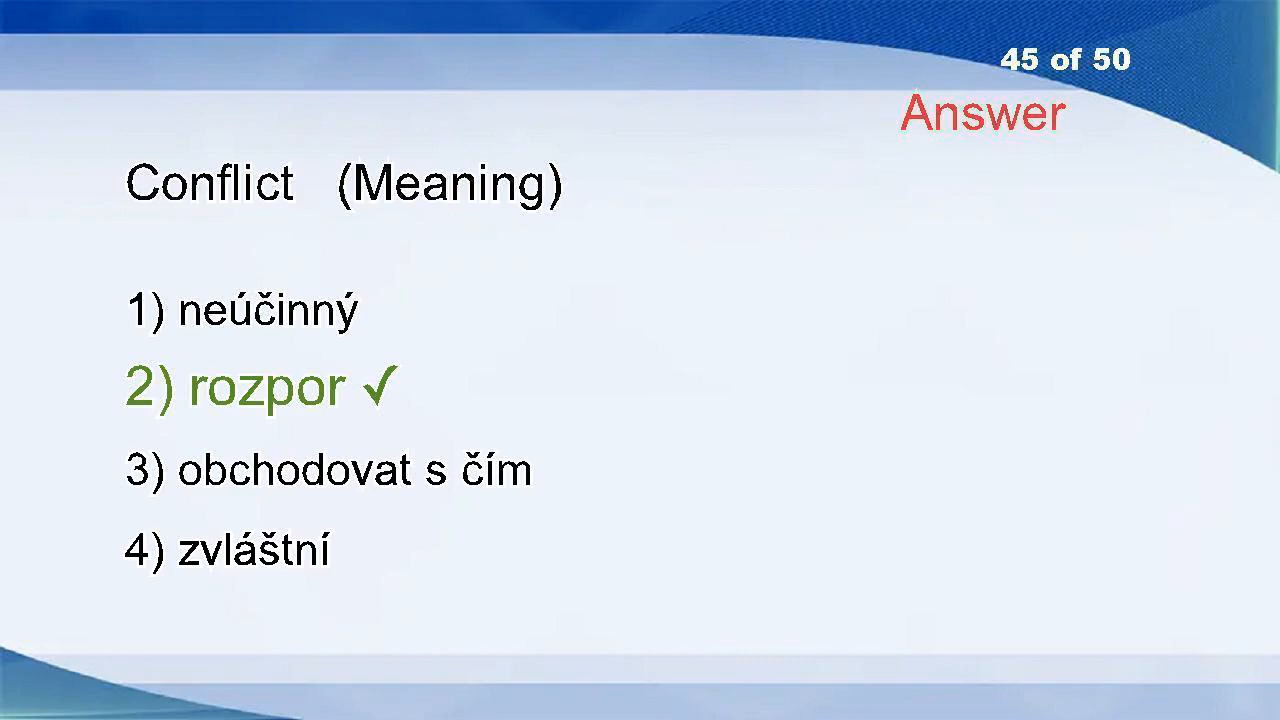 45 of 50
Answer
Conflict (Meaning)
1) neúčinný
2) rozpor ✓
3) obchodovat s čím
4) zvláštní